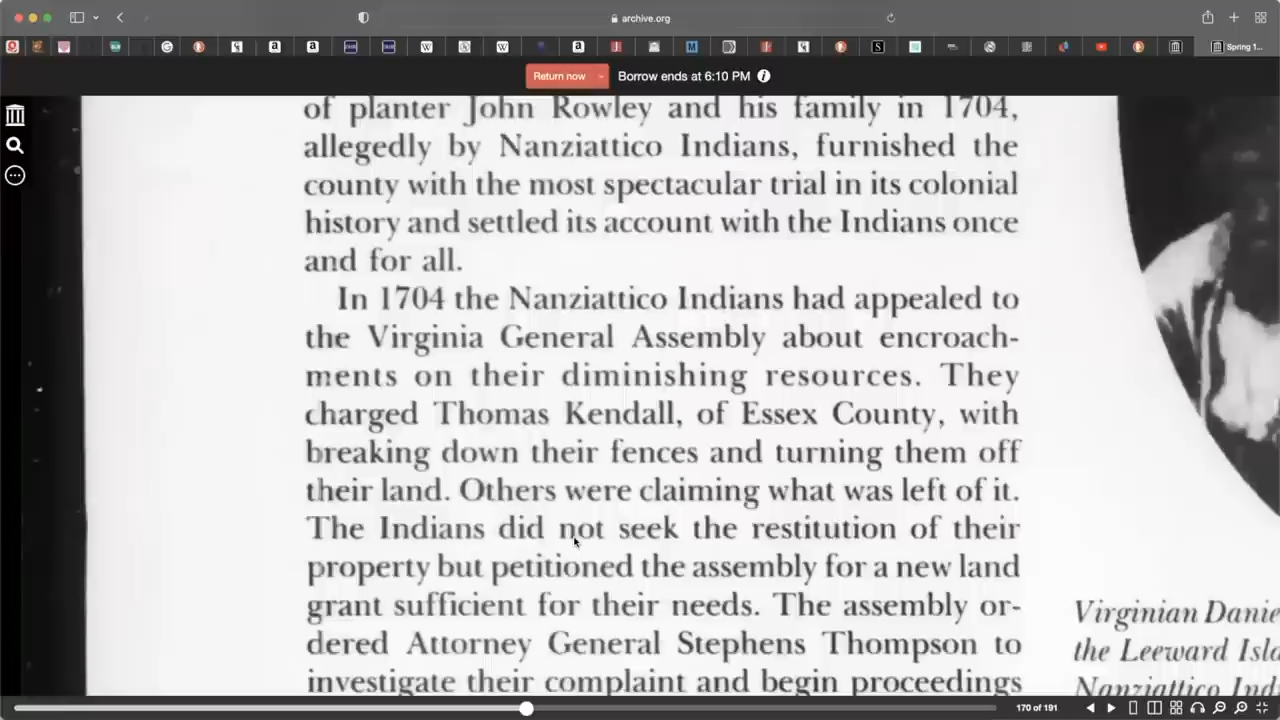 archive.org
Spring 1...
Return now
Borrow ends at 6:10 PM
of planter John Rowley and his family in 1704,
allegedly by Nanziattico Indians, furnished the
county with the most spectacular trial in its colonial
history and settled its account with the Indians once
and for all.
In 1704 the Nanziattico Indians had appealed to
the Virginia General Assembly about encroach-
ments on their diminishing resources. They
charged Thomas Kendall, of Essex County, with
breaking down their fences and turning them off
their land. Others were claiming what was left of it.
The Indians did not seek the restitution of their
property but petitioned the assembly for a new land
grant sufficient for their needs. The assembly or-
dered Attorney General Stephens Thompson to
investigate their complaint and begin proceedings
Virginian Danie
the Leeward Isla
Nanziattico Indi
170 of 191